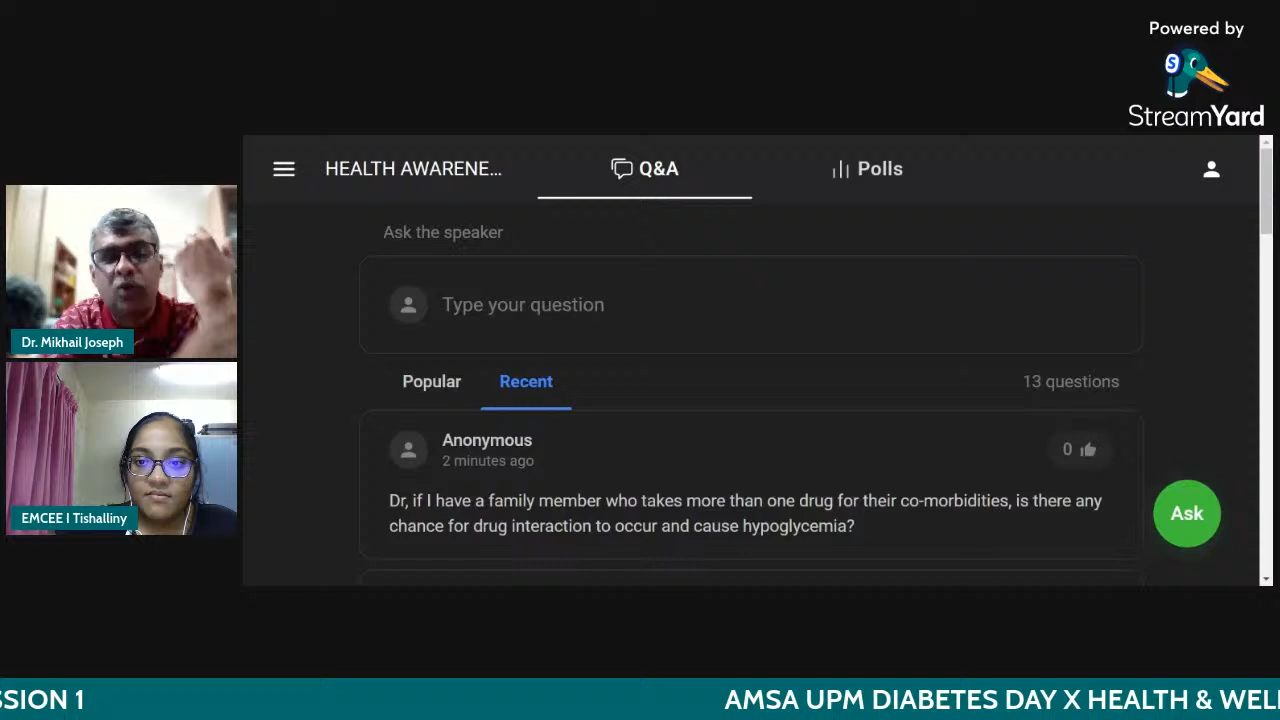 Powered by
StreamYard
HEALTH AWARENE...
Q&A
Polls
Ask the speaker
Type your question
Popular
Recent
13 questions
Anonymous
2 minutes ago
0
Dr, if I have a family member who takes more than one drug for their co-morbidities, is there any
chance for drug interaction to occur and cause hypoglycemia?
Ask
Dr. Mikhail Joseph
EMCEE I Tishalliny
SSION 1
AMSA UPM DIABETES DAY X HEALTH & WELL